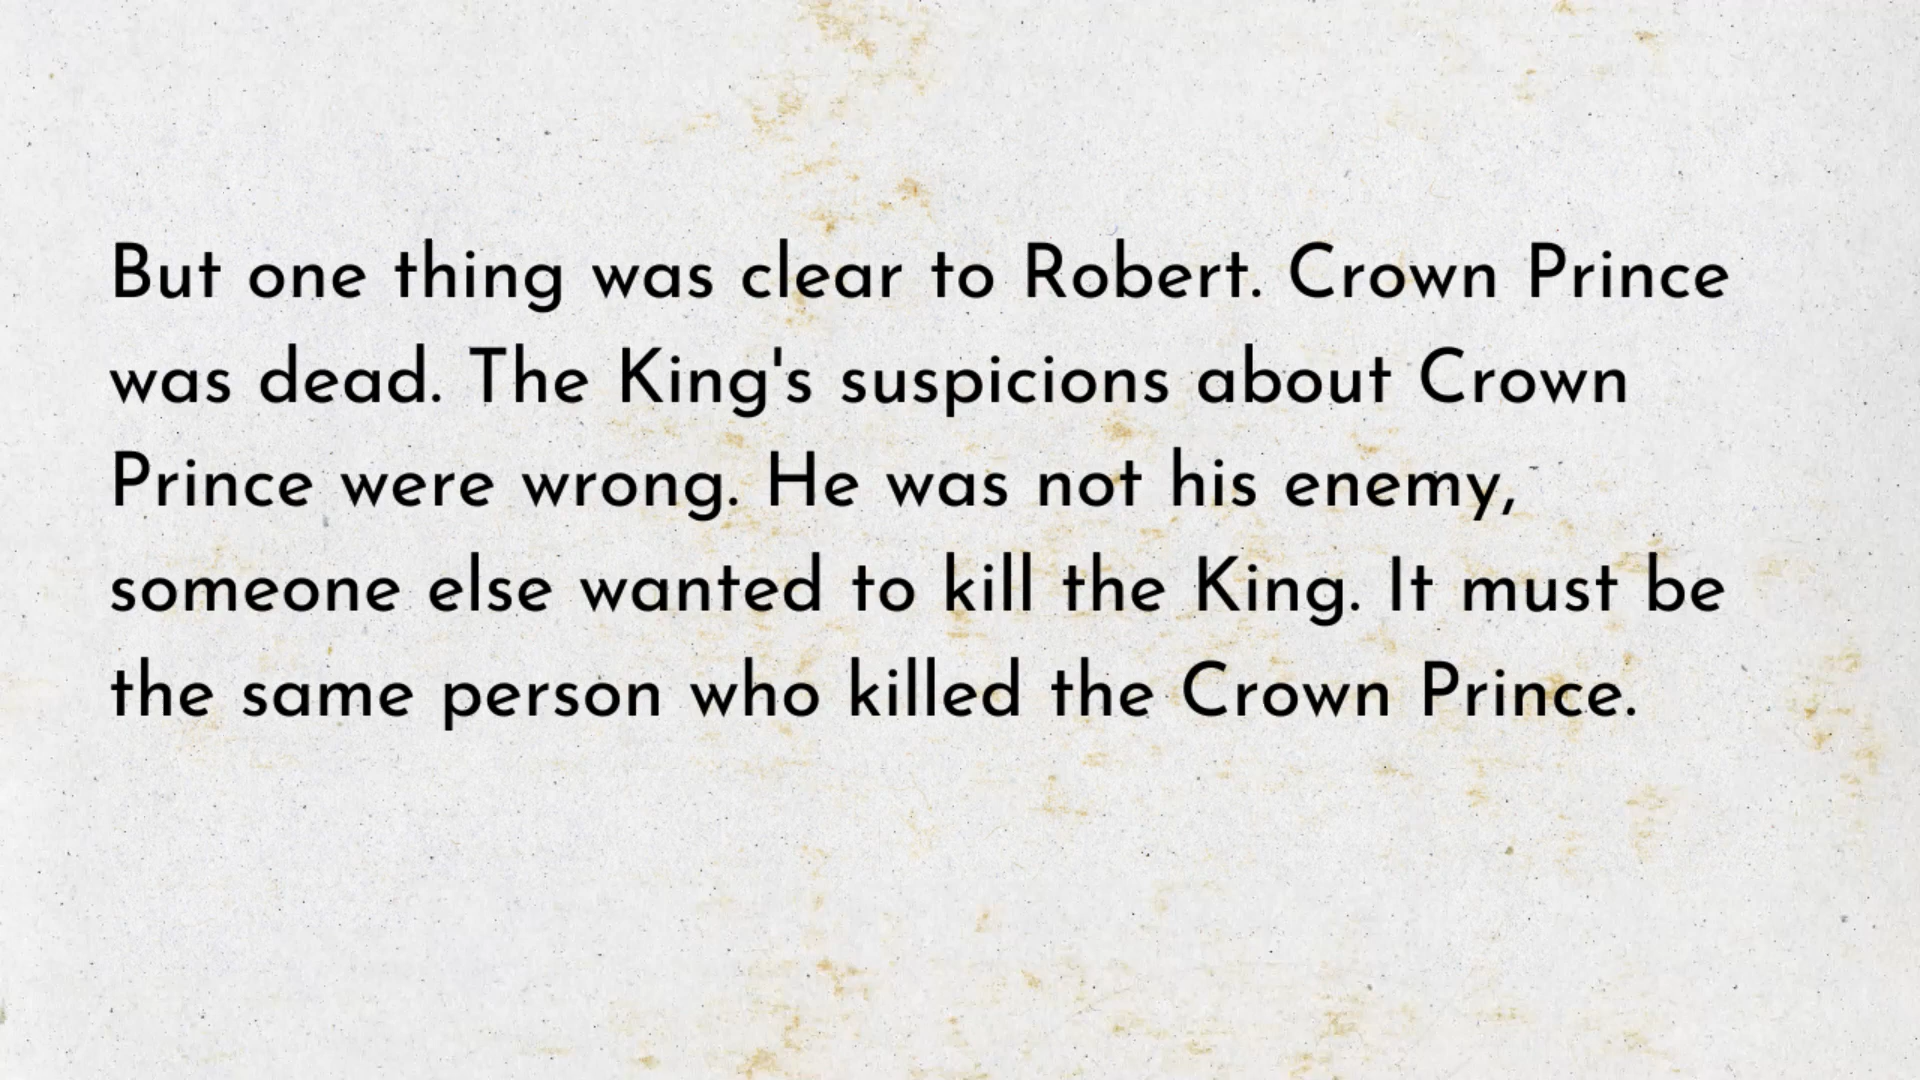 But one thing was clear to Robert. Crown Prince
was dead. The King's suspicions about Crown
Prince were wrong. He was not his enemy,
someone else wanted to kill the King. It must be
the same person who killed the Crown Prince.